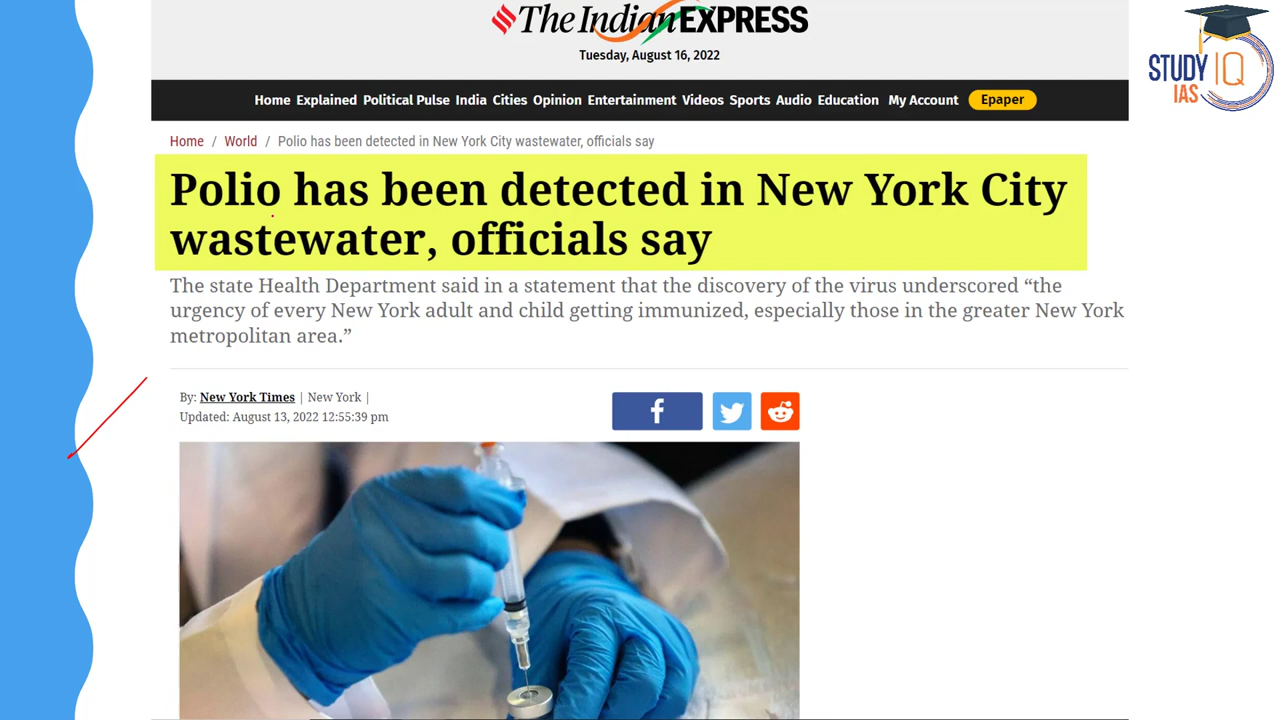 The Indian EXPRESS
Tuesday, August 16, 2022
STUDY IQ
IAS
Home Explained Political Pulse India Cities Opinion Entertainment Videos Sports Audio Education My Account Epaper
Home / World / Polio has been detected in New York City wastewater, officials say
Polio has been detected in New York City
wastewater, officials say
The state Health Department said in a statement that the discovery of the virus underscored “the
urgency of every New York adult and child getting immunized, especially those in the greater New York
metropolitan area.”
By: New York Times | New York |
Updated: August 13, 2022 12:55:39 pm